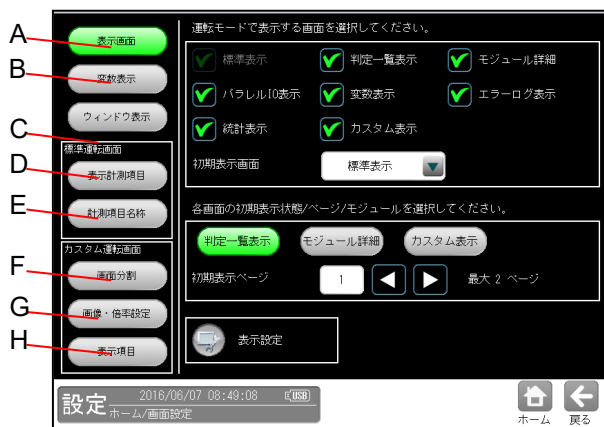 A
B
C
D
E
F
G
H
表示画面
変数表示
ウィンドウ表示
標準運転画面
表示計測項目
計測項目名称
カスタム運転画面
画面分割
画像・倍率設定
表示項目
運転モードで表示する画面を選択してください。
標準表示 判定一覧表示 モジュール詳細
パラレルIO表示 変数表示 エラーログ表示
統計表示 カスタム表示
初期表示画面 標準表示
各画面の初期表示状態/ページ/モジュールを選択してください。
判定一覧表示 モジュール詳細 カスタム表示
初期表示ページ 1 最大 2 ページ
表示設定
設定 2016/06/07 08:49:08 USB
ホーム/画面設定
ホーム 戻る